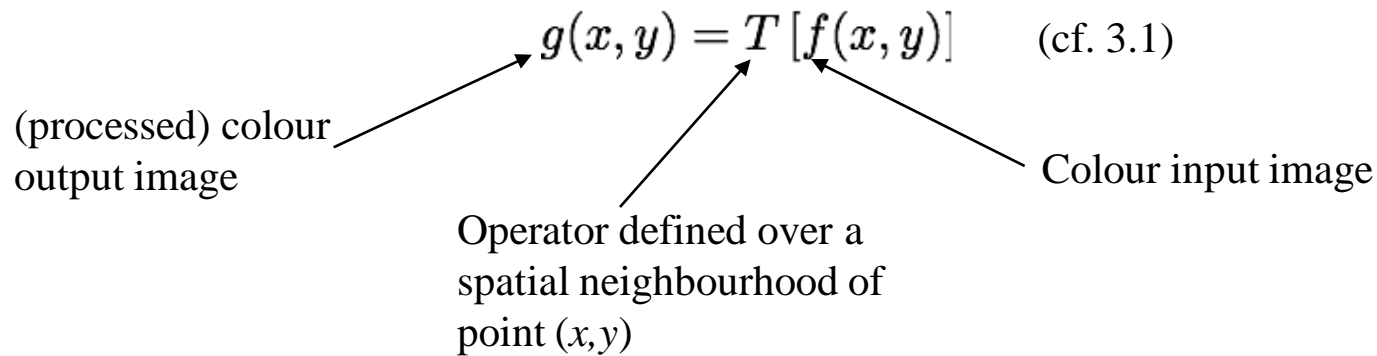 g(x, y) = T [f(x, y)] (cf. 3.1)
(processed) colour
output image
Colour input image
Operator defined over a
spatial neighbourhood of
point (x,y)